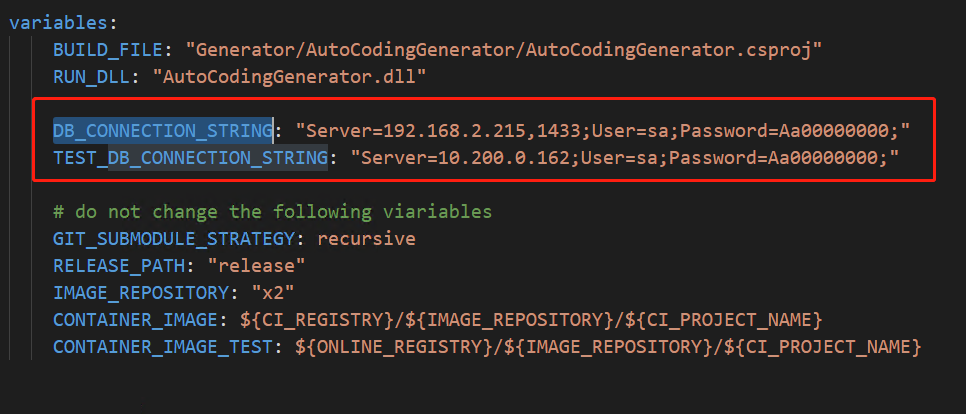 variables:
BUILD_FILE: "Generator/AutoCodingGenerator/AutoCodingGenerator.csproj"
RUN_DLL: "AutoCodingGenerator.dll"
DB_CONNECTION_STRING: "Server=192.168.2.215,1433;User=sa;Password=Aa00000000;"
TEST_DB_CONNECTION_STRING: "Server=10.200.0.162;User=sa;Password=Aa00000000;"
# do not change the following viariables
GIT_SUBMODULE_STRATEGY: recursive
RELEASE_PATH: "release"
IMAGE_REPOSITORY: "x2"
CONTAINER_IMAGE: ${CI_REGISTRY}/${IMAGE_REPOSITORY}/${CI_PROJECT_NAME}
CONTAINER_IMAGE_TEST: ${ONLINE_REGISTRY}/${IMAGE_REPOSITORY}/${CI_PROJECT_NAME}